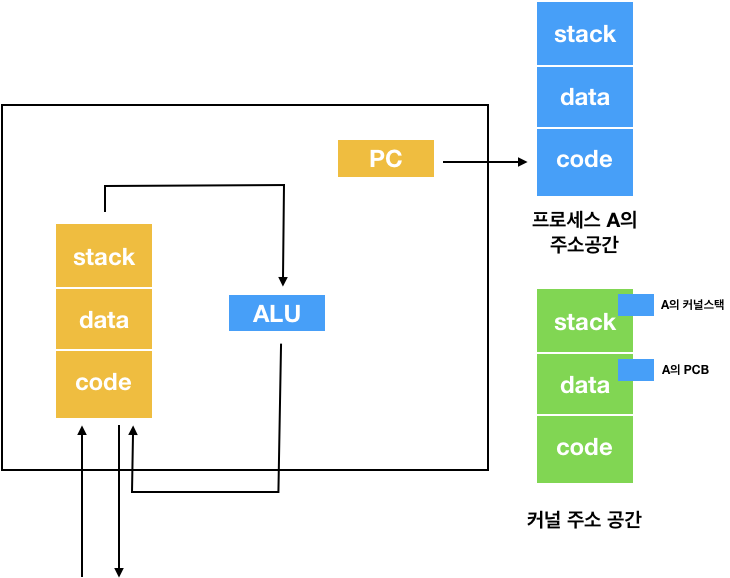 stack
data
code
프로세스 A의
주소공간
PC
stack
data
code
ALU
stack
A의 커널스택
data
A의 PCB
code
커널 주소 공간